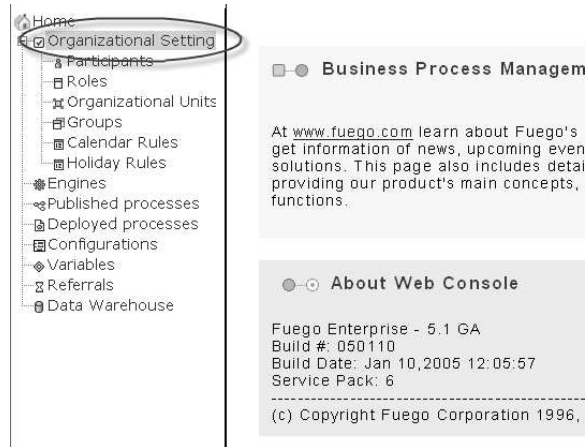 Home
Organizational Setting
Participants
Roles
Organizational Units
Groups
Calendar Rules
Holiday Rules
Engines
Published processes
Deployed processes
Configurations
Variables
Referrals
Data Warehouse
Business Process Managem
At www.fuego.com learn about Fuego's
get information of news, upcoming even
solutions. This page also includes detai
providing our product's main concepts,
functions.
About Web Console
Fuego Enterprise - 5.1 GA
Build #: 050110
Build Date: Jan 10,2005 12:05:57
Service Pack: 6
(c) Copyright Fuego Corporation 1996,